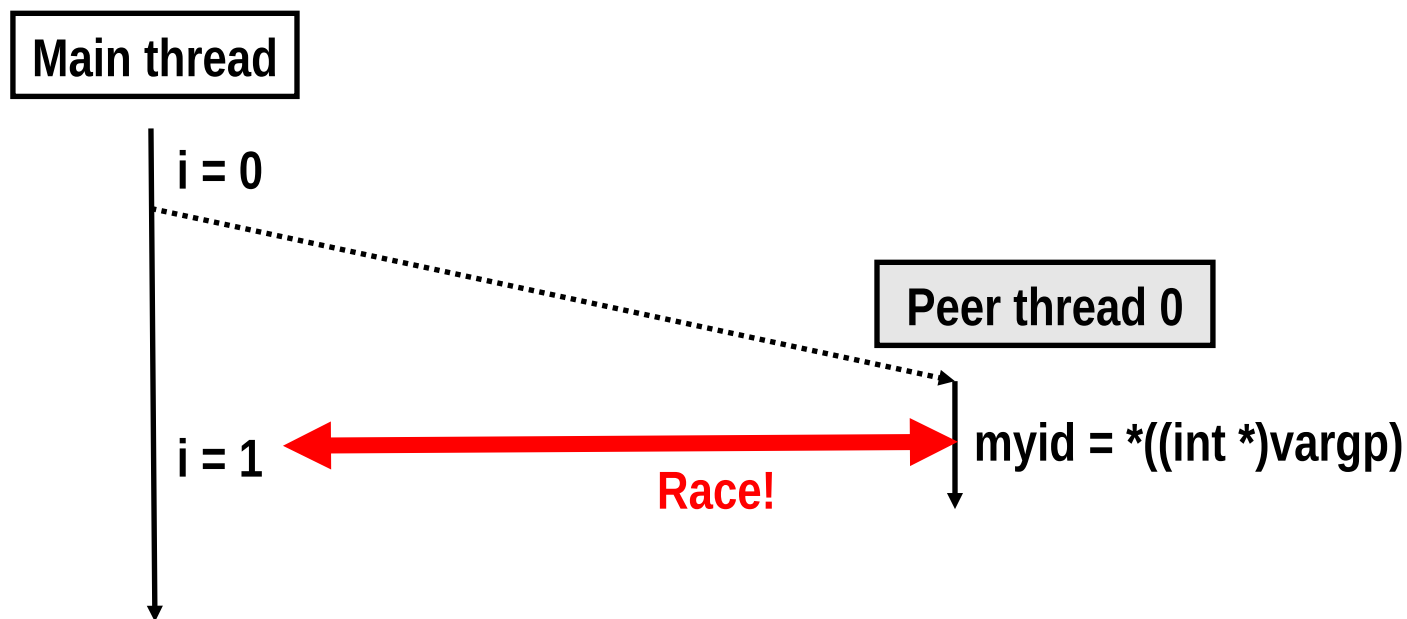 Main thread
i = 0
Peer thread 0
i = 1
myid = *((int *)vargp)
Race!